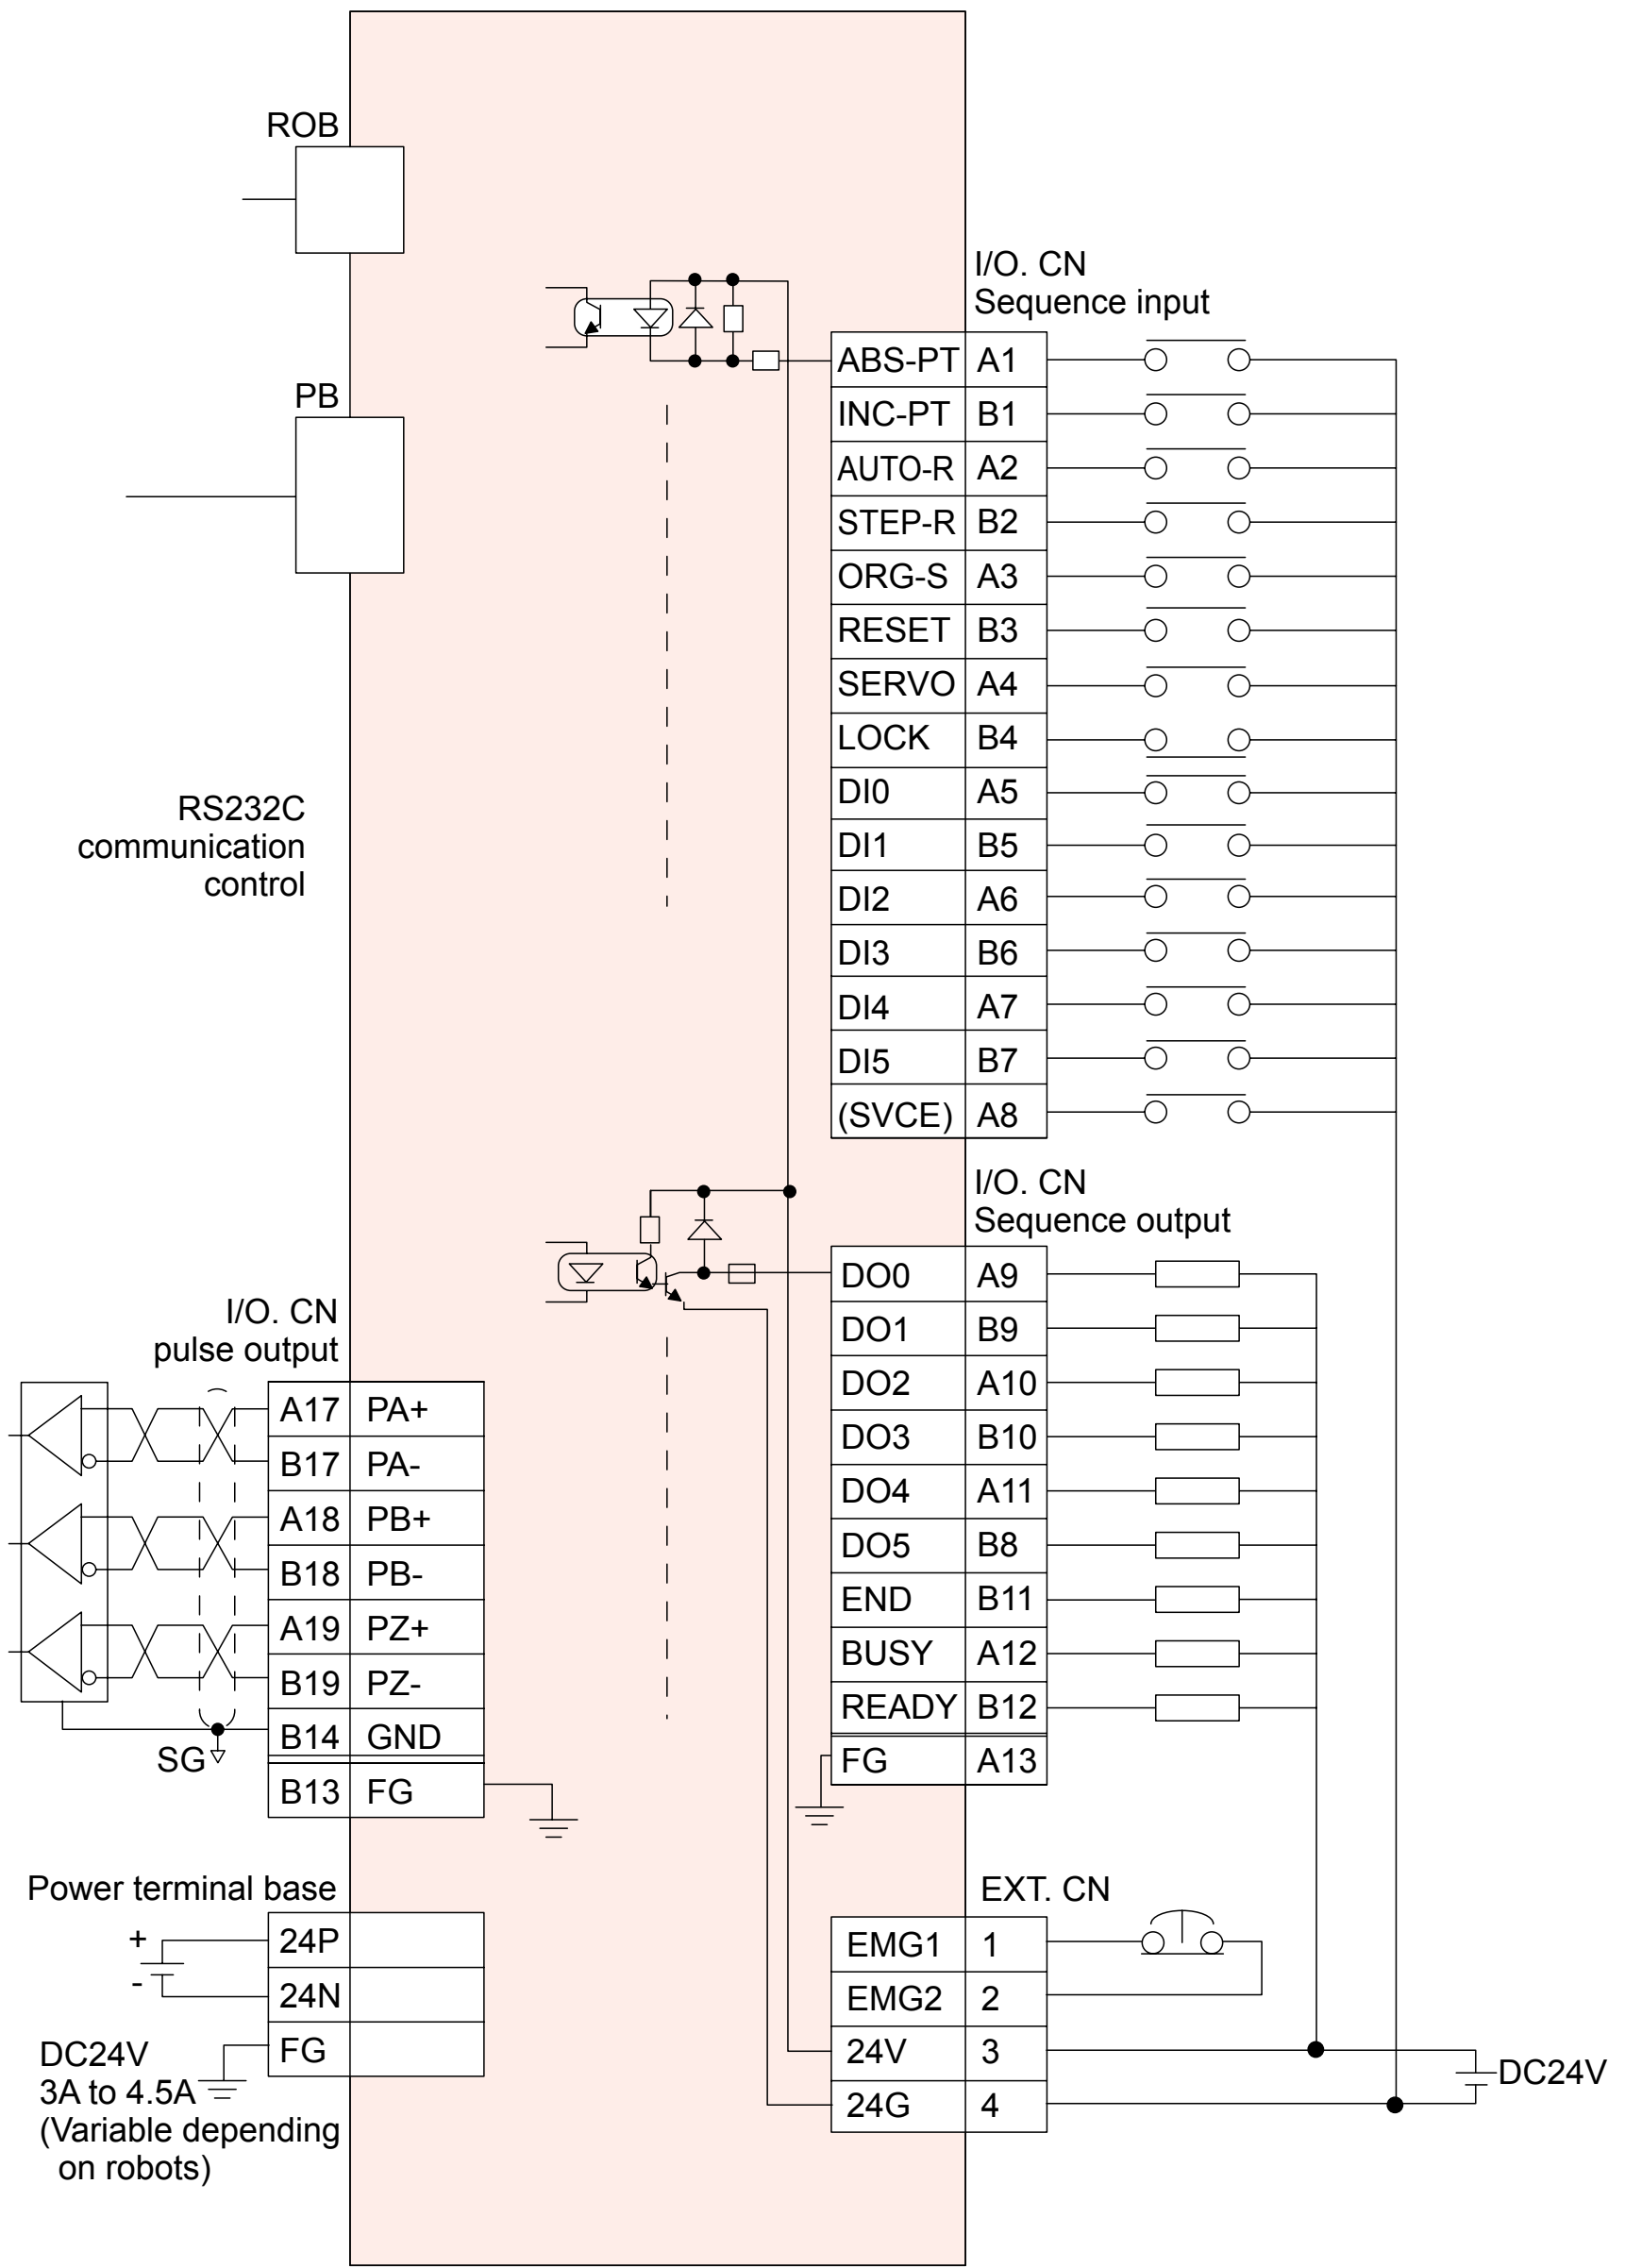 ROB
PB
RS232C
communication
control
I/O. CN
Sequence input
ABS-PT A1
INC-PT B1
AUTO-R A2
STEP-R B2
ORG-S A3
RESET B3
SERVO A4
LOCK B4
DI0 A5
DI1 B5
DI2 A6
DI3 B6
DI4 A7
DI5 B7
(SVCE) A8
I/O. CN
Sequence output
DO0 A9
DO1 B9
DO2 A10
DO3 B10
DO4 A11
DO5 B8
END B11
BUSY A12
READY B12
FG A13
I/O. CN
pulse output
A17 PA+
B17 PA-
A18 PB+
B18 PB-
A19 PZ+
B19 PZ-
B14 GND
SG
B13 FG
Power terminal base
+
24P
-
24N
FG
DC24V
3A to 4.5A
(Variable depending
on robots)
EXT. CN
EMG1 1
EMG2 2
24V 3
24G 4
DC24V